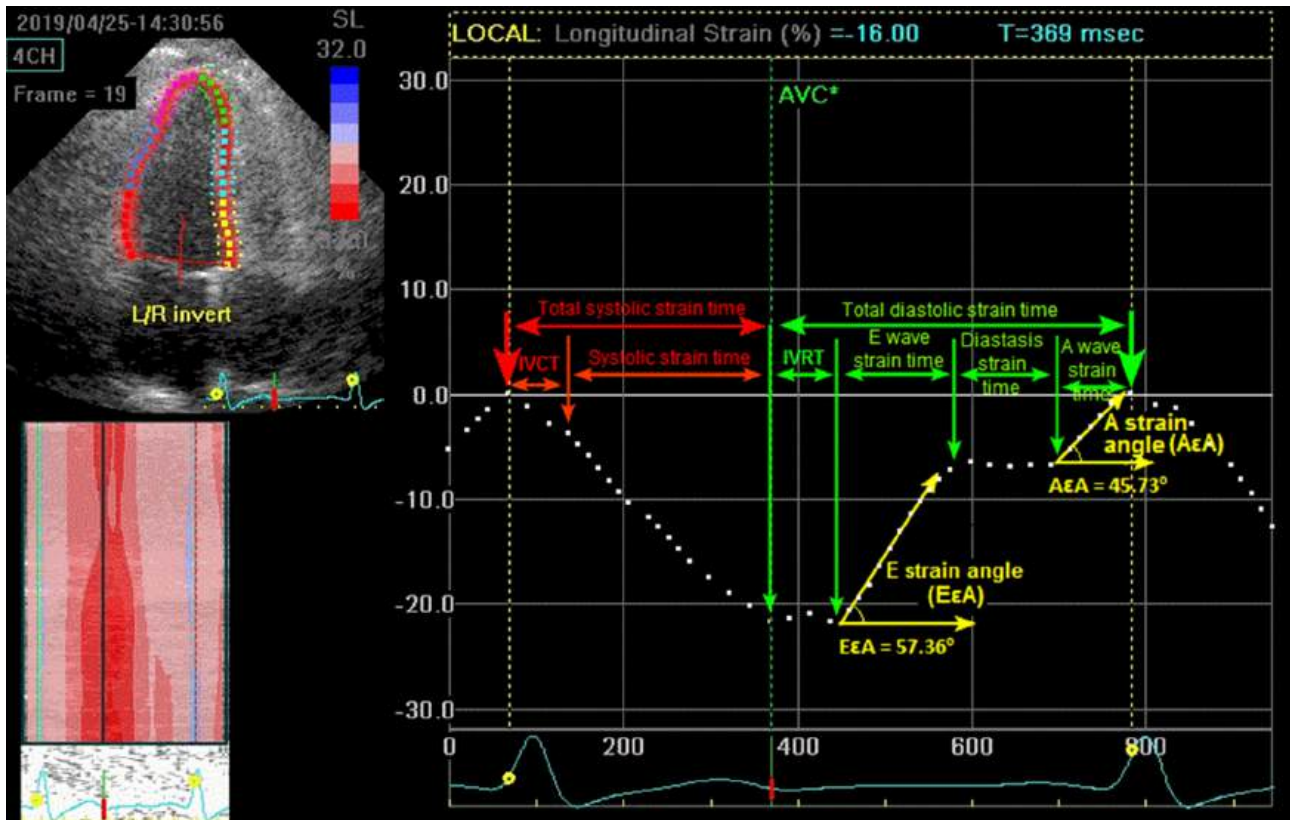 2019/04/25-14:30:56
SL
4CH
32.0
Frame = 19
L/R invert
LOCAL: Longitudinal Strain (%) =-16.00 T=369 msec
30.0
AVC*
20.0
10.0
Total systolic strain time
Total diastolic strain time
IVCT
Systolic strain time
IVRT
E wave
strain time
Diastasis
strain
time
A wave
strain
time
0.0
A strain
angle (AεA)
AεA = 45.73º
-10.0
E strain angle
(EεA)
-20.0
EεA = 57.36º
-30.0
0 200 400 600 800